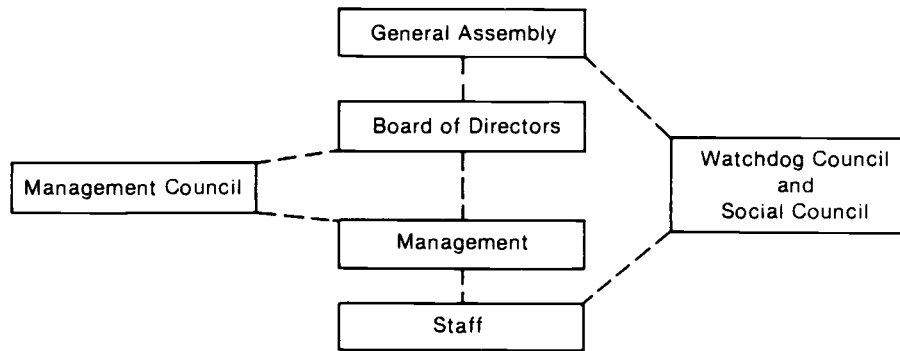 General Assembly
Board of Directors
Management Council
Watchdog Council
and
Social Council
Management
Staff